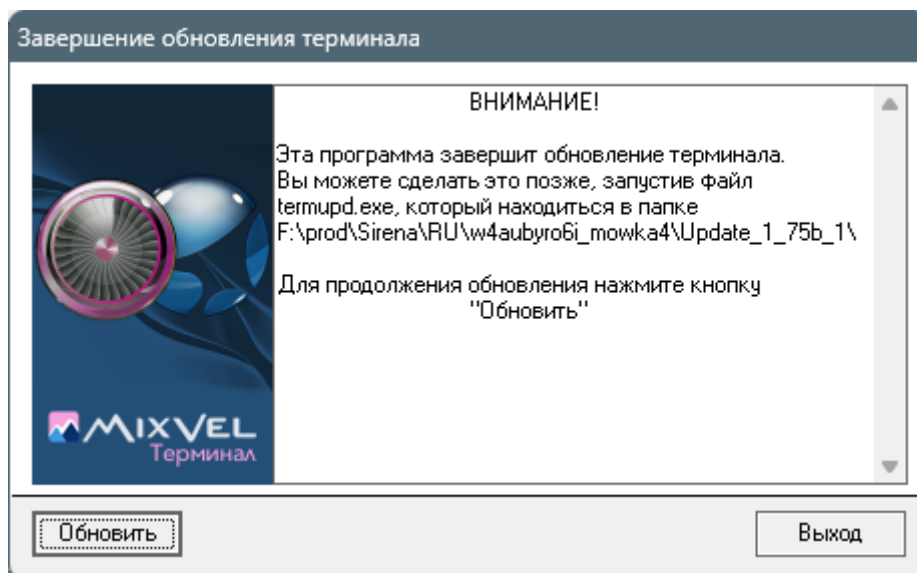 Завершение обновления терминала
ВНИМАНИЕ!
Эта программа завершит обновление терминала.
Вы можете сделать это позже, запустив файл
termupd.exe, который находиться в папке
F:\prod\Sirena\RU\w4aubyro6i_mowka4\Update_1_75b_1\
Для продолжения обновления нажмите кнопку
"Обновить"
MIXVEL
Терминал
Обновить
Выход